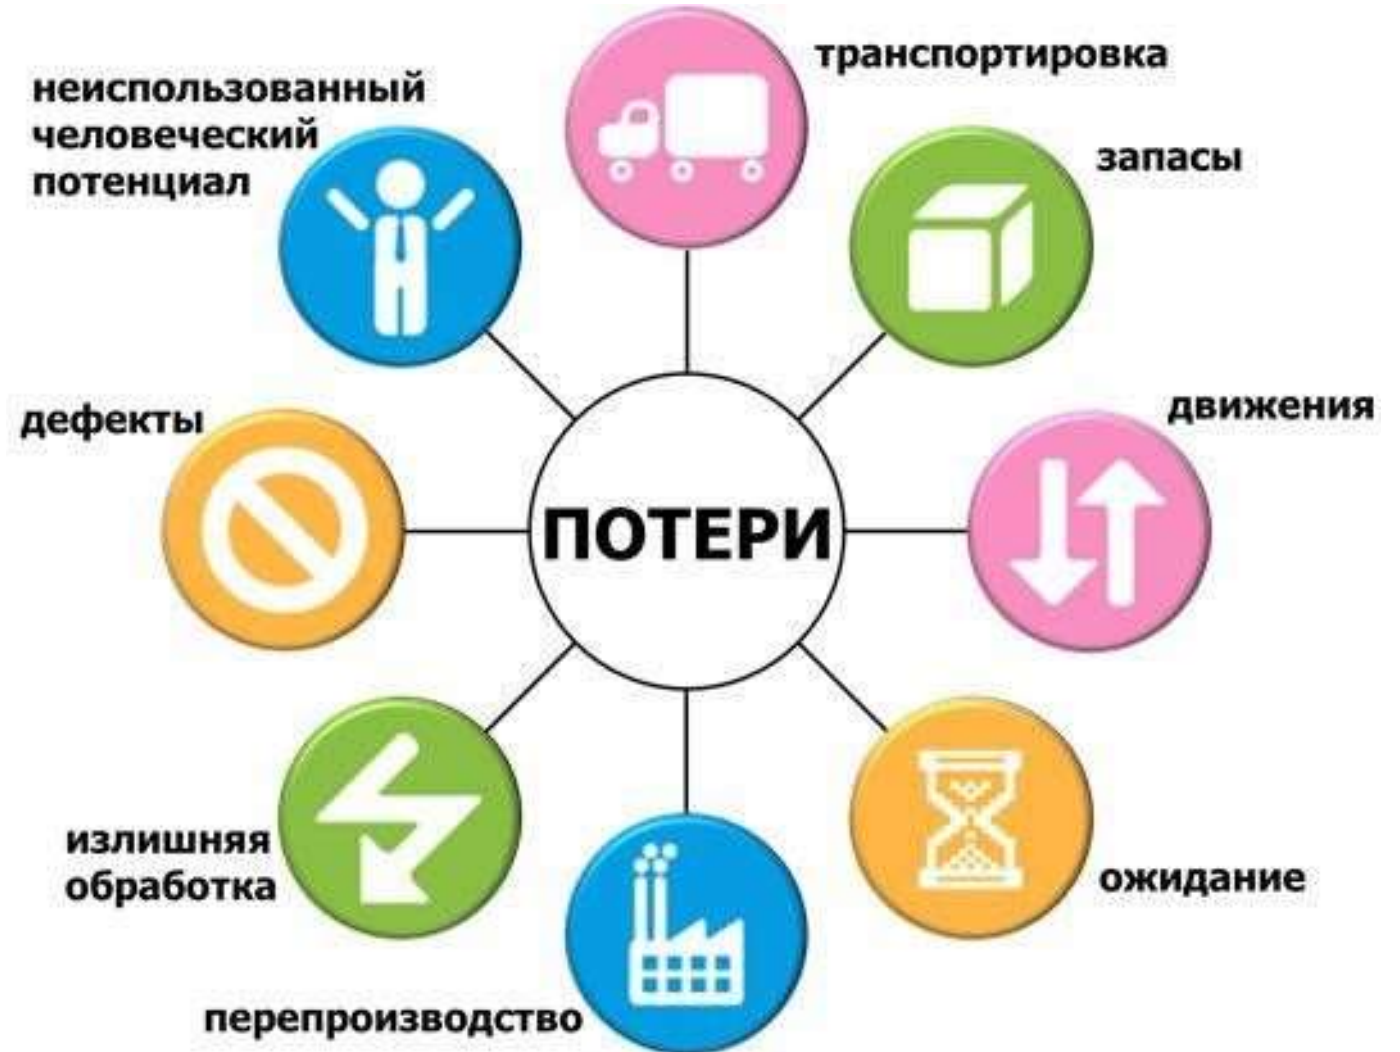 транспортировка
неиспользованный
человеческий
потенциал
запасы
дефекты
движения
ПОТЕРИ
излишняя
обработка
ожидание
перепроизводство